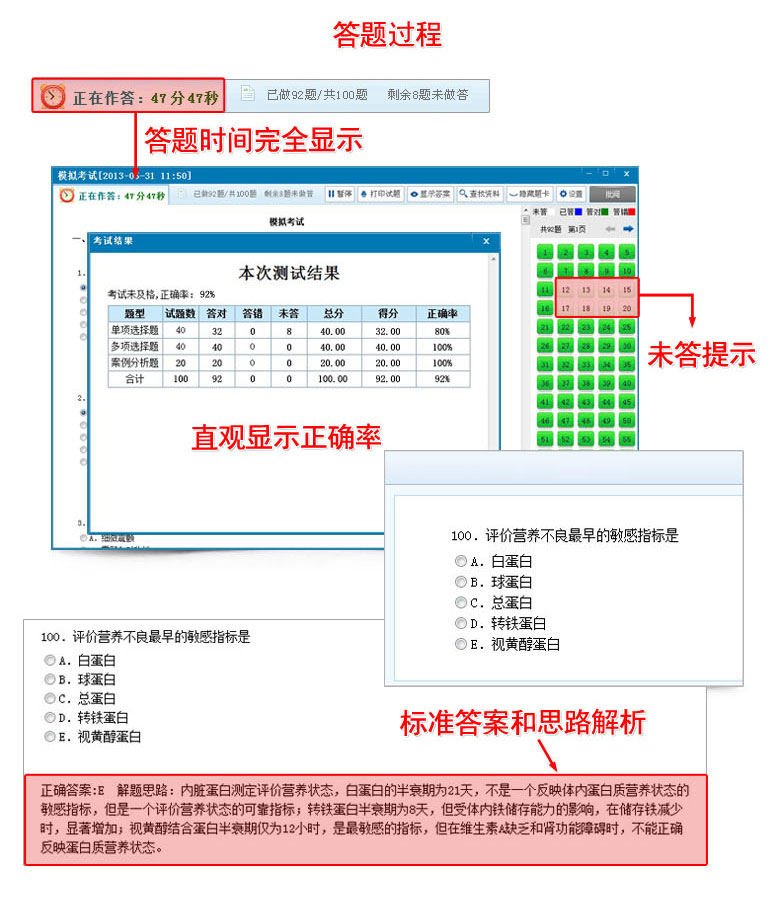 答题过程
正在作答：47分47秒
已做92题/共100题 剩余8题未做答
答题时间完全显示
模拟考试[2013-03-31 11:50]
正在作答：47分47秒 已做92题/共100题 剩余8题未做答 暂停 打印试题 显示答案 查找资料 隐藏题卡 设置
未答 已答 答对 答错
共92题 第1页
模拟考试
一、
考试结果
本次测试结果
考试未及格,正确率：92%
题型 试题数 答对 答错 未答 总分 得分 正确率
单项选择题 40 32 0 8 40.00 32.00 80%
多项选择题 40 40 0 0 40.00 40.00 100%
案例分析题 20 20 0 0 20.00 20.00 100%
合计 100 92 0 0 100.00 92.00 92%
1.
2.
3.
1 2 3 4 5
6 7 8 9 10
11 12 13 14 15
16 17 18 19 20
21 22 23 24 25
26 27 28 29 30
31 32 33 34 35
36 37 38 39 40
41 42 43 44 45
46 47 48 49 50
51 52 53 54 55
未答提示
直观显示正确率
100. 评价营养不良最早的敏感指标是
A. 白蛋白
B. 球蛋白
C. 总蛋白
D. 转铁蛋白
E. 视黄醇蛋白
100. 评价营养不良最早的敏感指标是
A. 白蛋白
B. 球蛋白
C. 总蛋白
D. 转铁蛋白
E. 视黄醇蛋白
标准答案和思路解析
正确答案:E 解题思路：内脏蛋白测定评价营养状态，白蛋白的半衰期为21天，不是一个反映体内蛋白质营养状态的
敏感指标，但是一个评价营养状态的可靠指标；转铁蛋白半衰期为8天，但受体内铁储存能力的影响，在储存铁减少
时，显著增加；视黄醇结合蛋白半衰期仅为12小时，是最敏感的指标，但在维生素A缺乏和肾功能障碍时，不能正确
反映蛋白质营养状态。